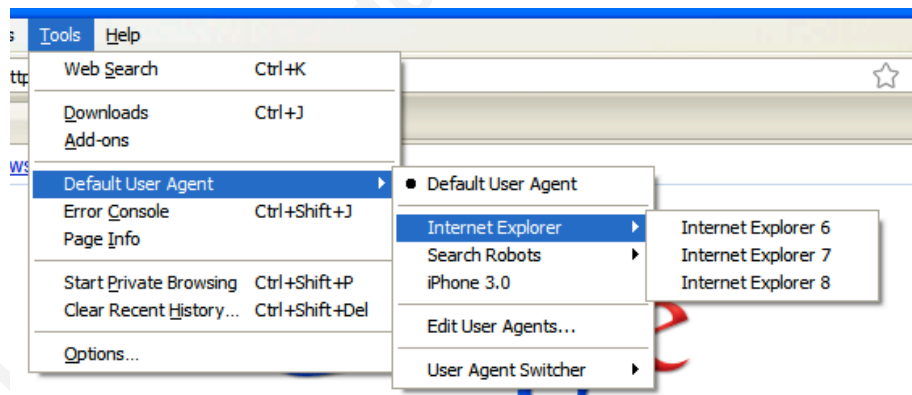 s Tools Help
Web Search Ctrl+K
ttp
Downloads Ctrl+J
Add-ons
ws
Default User Agent
Error Console Ctrl+Shift+J
Page Info
Start Private Browsing Ctrl+Shift+P
Clear Recent History... Ctrl+Shift+Del
Options...
Default User Agent
Internet Explorer
Search Robots
iPhone 3.0
Edit User Agents...
User Agent Switcher
Internet Explorer 6
Internet Explorer 7
Internet Explorer 8
e